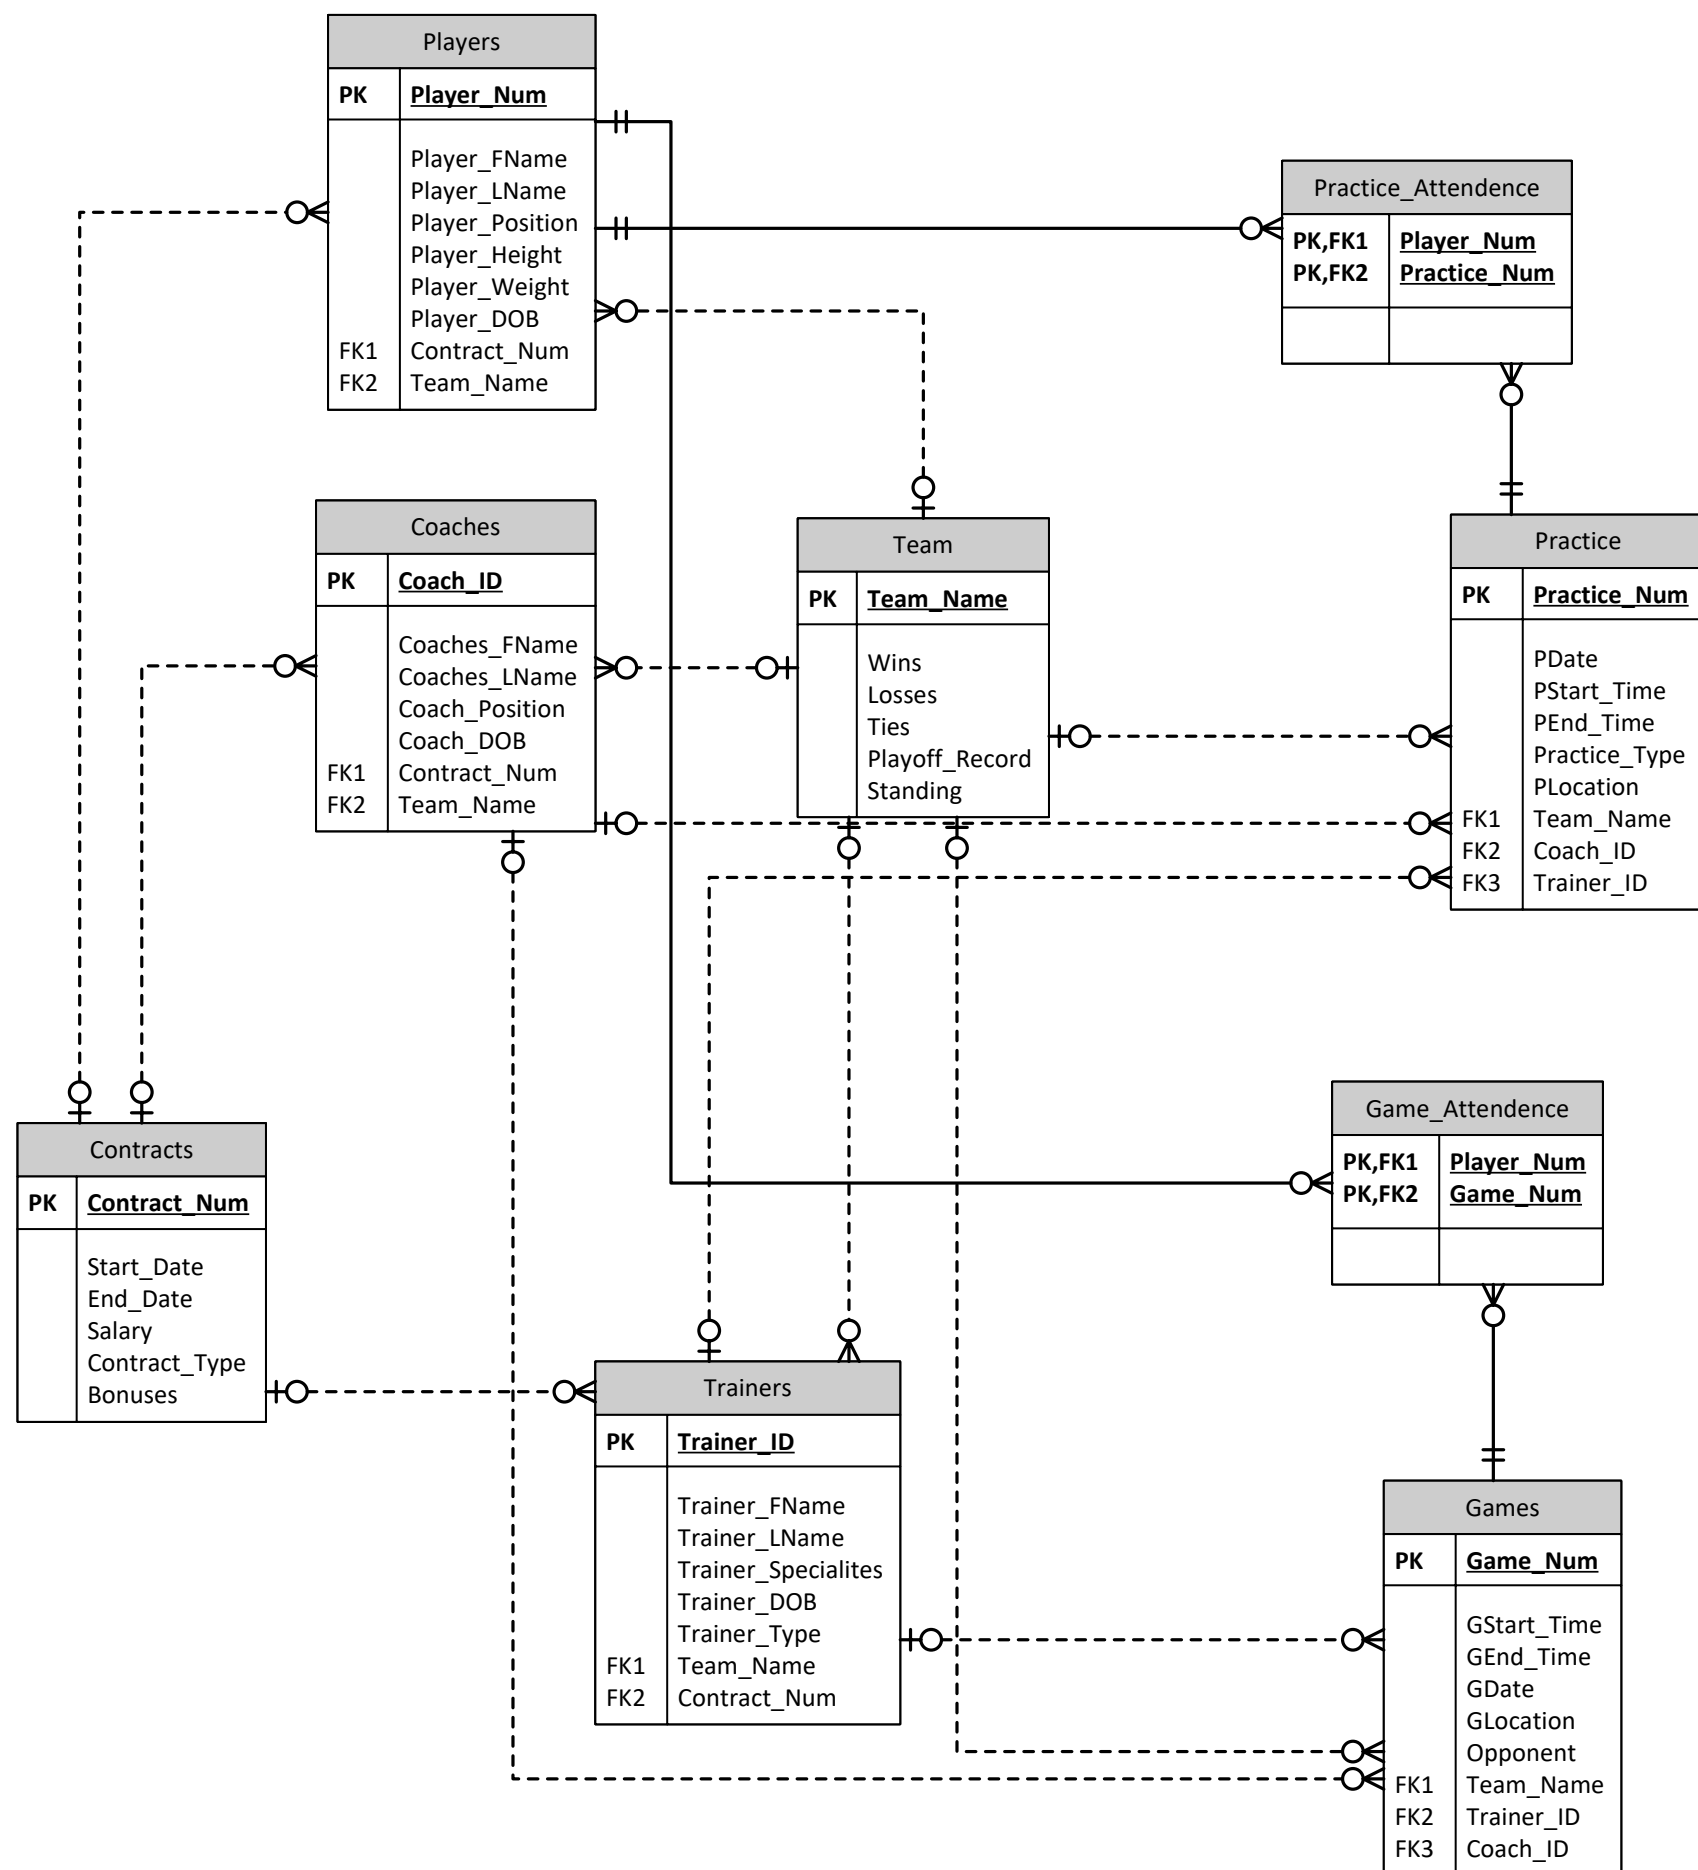 Players
PK Player_Num
Player_FName
Player_LName
Player_Position
Player_Height
Player_Weight
Player_DOB
FK1 Contract_Num
FK2 Team_Name
Practice_Attendence
PK,FK1 Player_Num
PK,FK2 Practice_Num
Coaches
PK Coach_ID
Coaches_FName
Coaches_LName
Coach_Position
Coach_DOB
FK1 Contract_Num
FK2 Team_Name
Team
PK Team_Name
Wins
Losses
Ties
Playoff_Record
Standing
Practice
PK Practice_Num
PDate
PStart_Time
PEnd_Time
Practice_Type
PLocation
FK1 Team_Name
FK2 Coach_ID
FK3 Trainer_ID
Contracts
PK Contract_Num
Start_Date
End_Date
Salary
Contract_Type
Bonuses
Game_Attendence
PK,FK1 Player_Num
PK,FK2 Game_Num
Trainers
PK Trainer_ID
Trainer_FName
Trainer_LName
Trainer_Specialites
Trainer_DOB
Trainer_Type
FK1 Team_Name
FK2 Contract_Num
Games
PK Game_Num
GStart_Time
GEnd_Time
GDate
GLocation
Opponent
FK1 Team_Name
FK2 Trainer_ID
FK3 Coach_ID